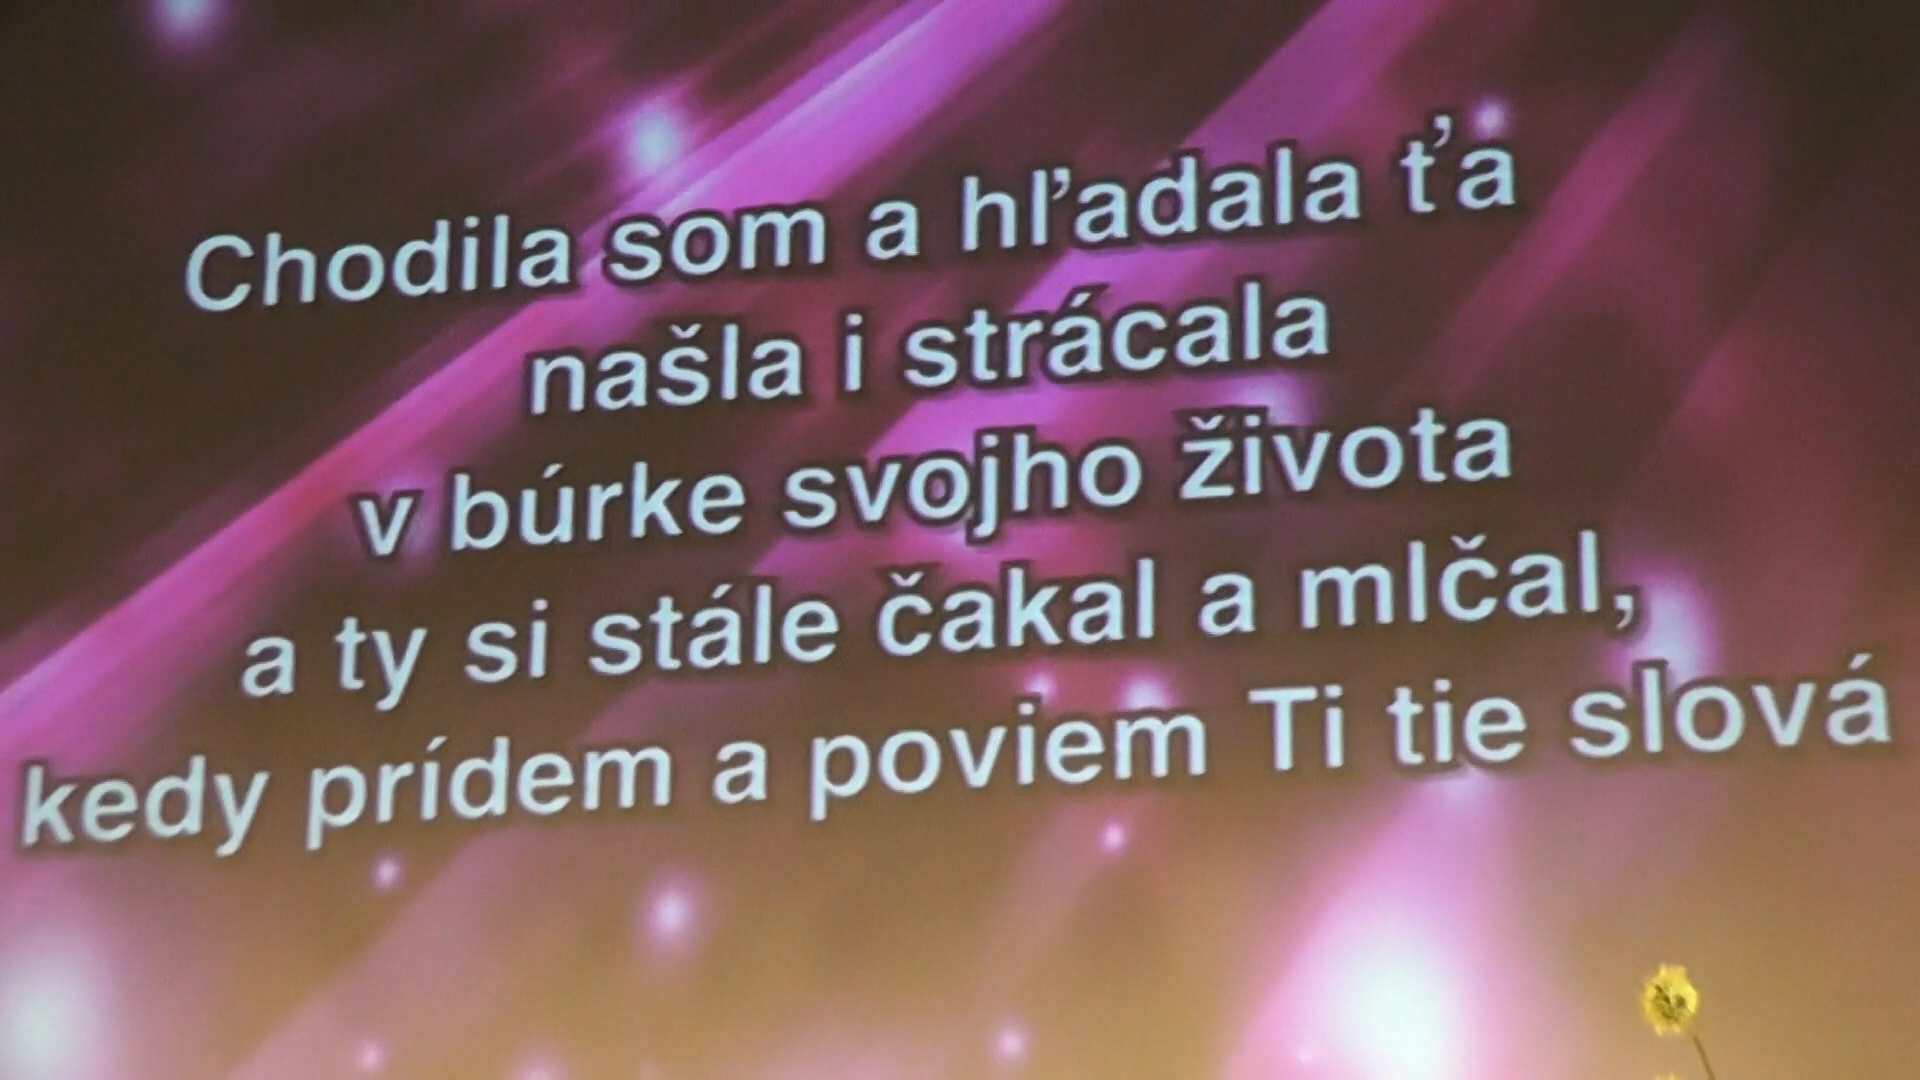 Chodila som a hľadala ťa
našla i strácala
v búrke svojho života
a ty si stále čakal a mlčal,
kedy prídem a poviem Ti tie slová